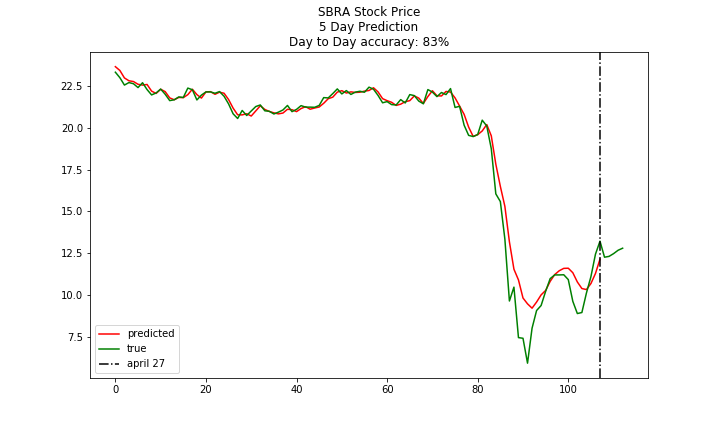 SBRA Stock Price
5 Day Prediction
Day to Day accuracy: 83%
22.5
20.0
17.5
15.0
12.5
10.0
7.5
predicted
true
april 27
0 20 40 60 80 100